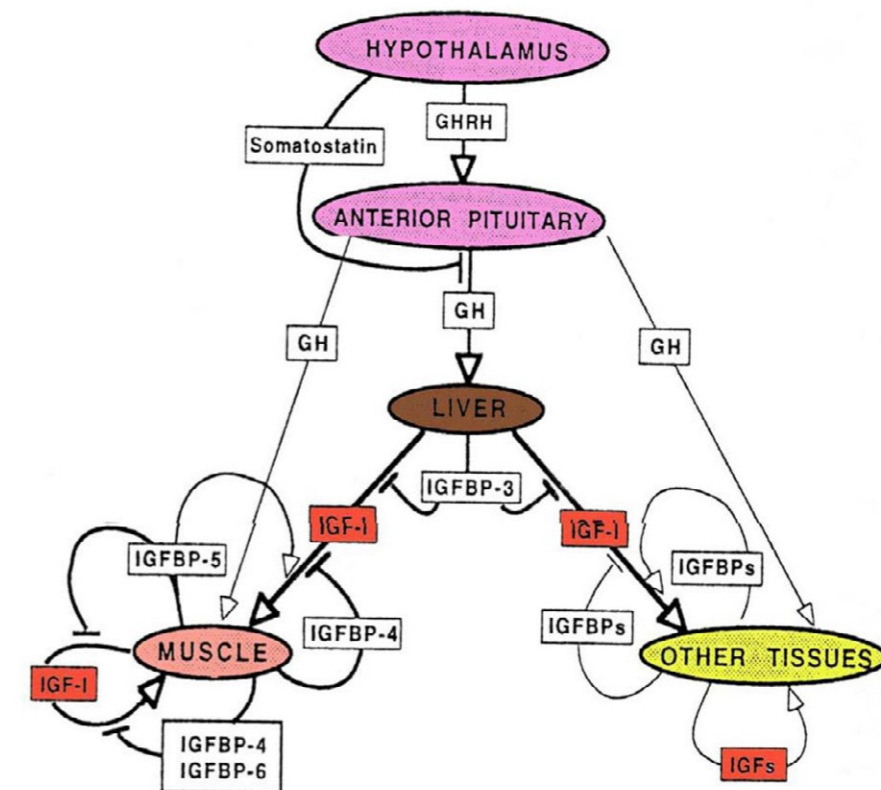 HYPOTHALAMUS
GHRH
Somatostatin
ANTERIOR PITUITARY
GH
GH
GH
LIVER
IGFBP-3
IGF-I
IGF-I
IGFBP-5
IGFBPs
IGFBP-4
IGFBPs
MUSCLE
OTHER TISSUES
IGF-I
IGFBP-4
IGFBP-6
IGFs